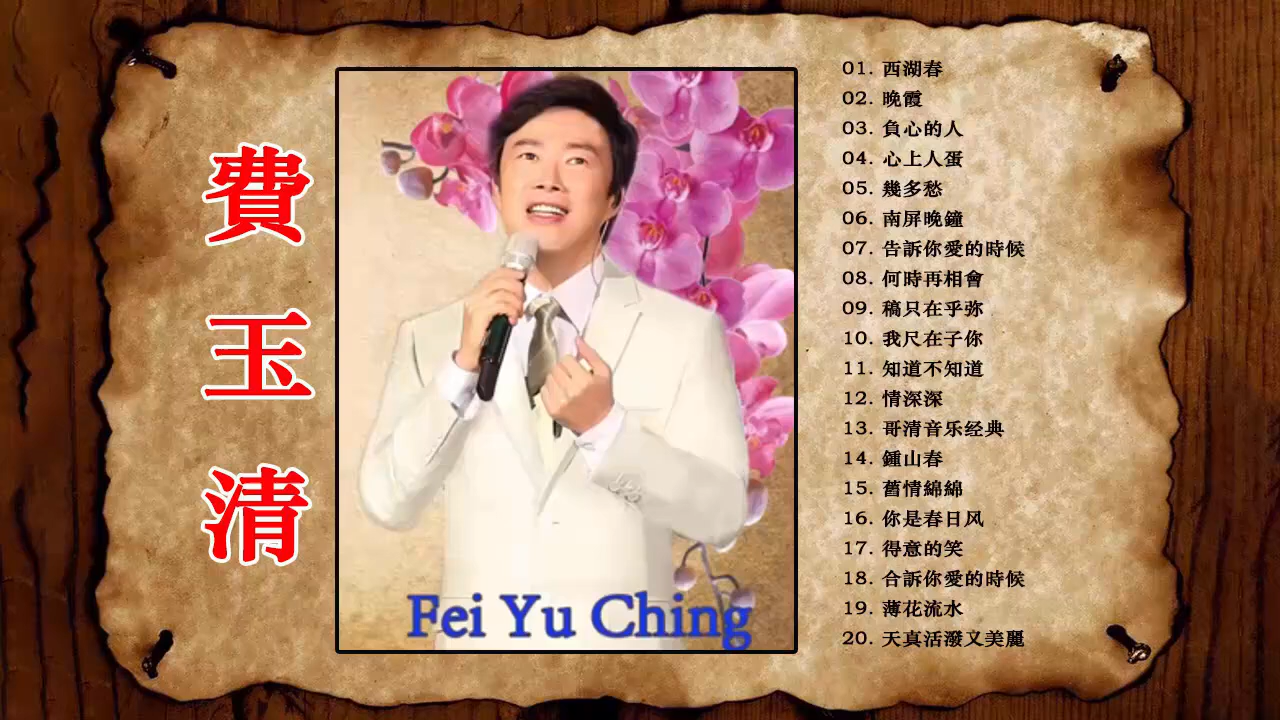 費玉清
Fei Yu Ching
01. 西湖春
02. 晚霞
03. 負心的人
04. 心上人蛋
05. 幾多愁
06. 南屏晚鐘
07. 告訴你愛的時候
08. 何時再相會
09. 稿只在乎弥
10. 我尺在子你
11. 知道不知道
12. 情深深
13. 哥清音乐经典
14. 鍾山春
15. 舊情綿綿
16. 你是春日风
17. 得意的笑
18. 合訴你愛的時候
19. 薄花流水
20. 天真活潑又美麗